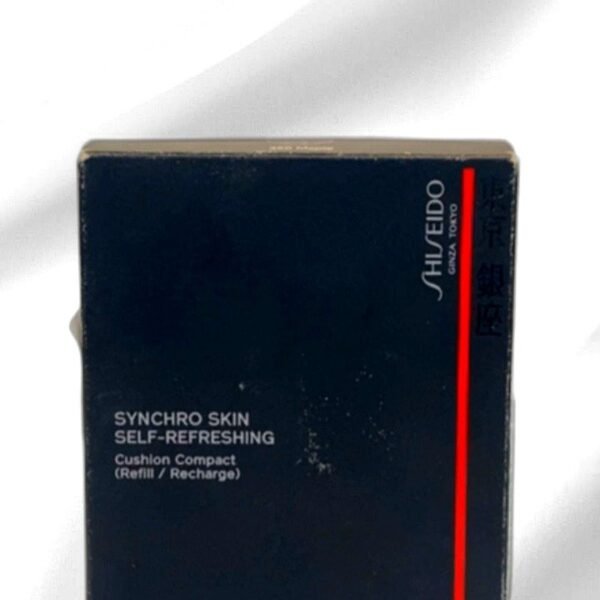 SHISEIDO
GINZA TOKYO
東京 銀座
SYNCHRO SKIN
SELF-REFRESHING
Cushion Compact
(Refill / Recharge)